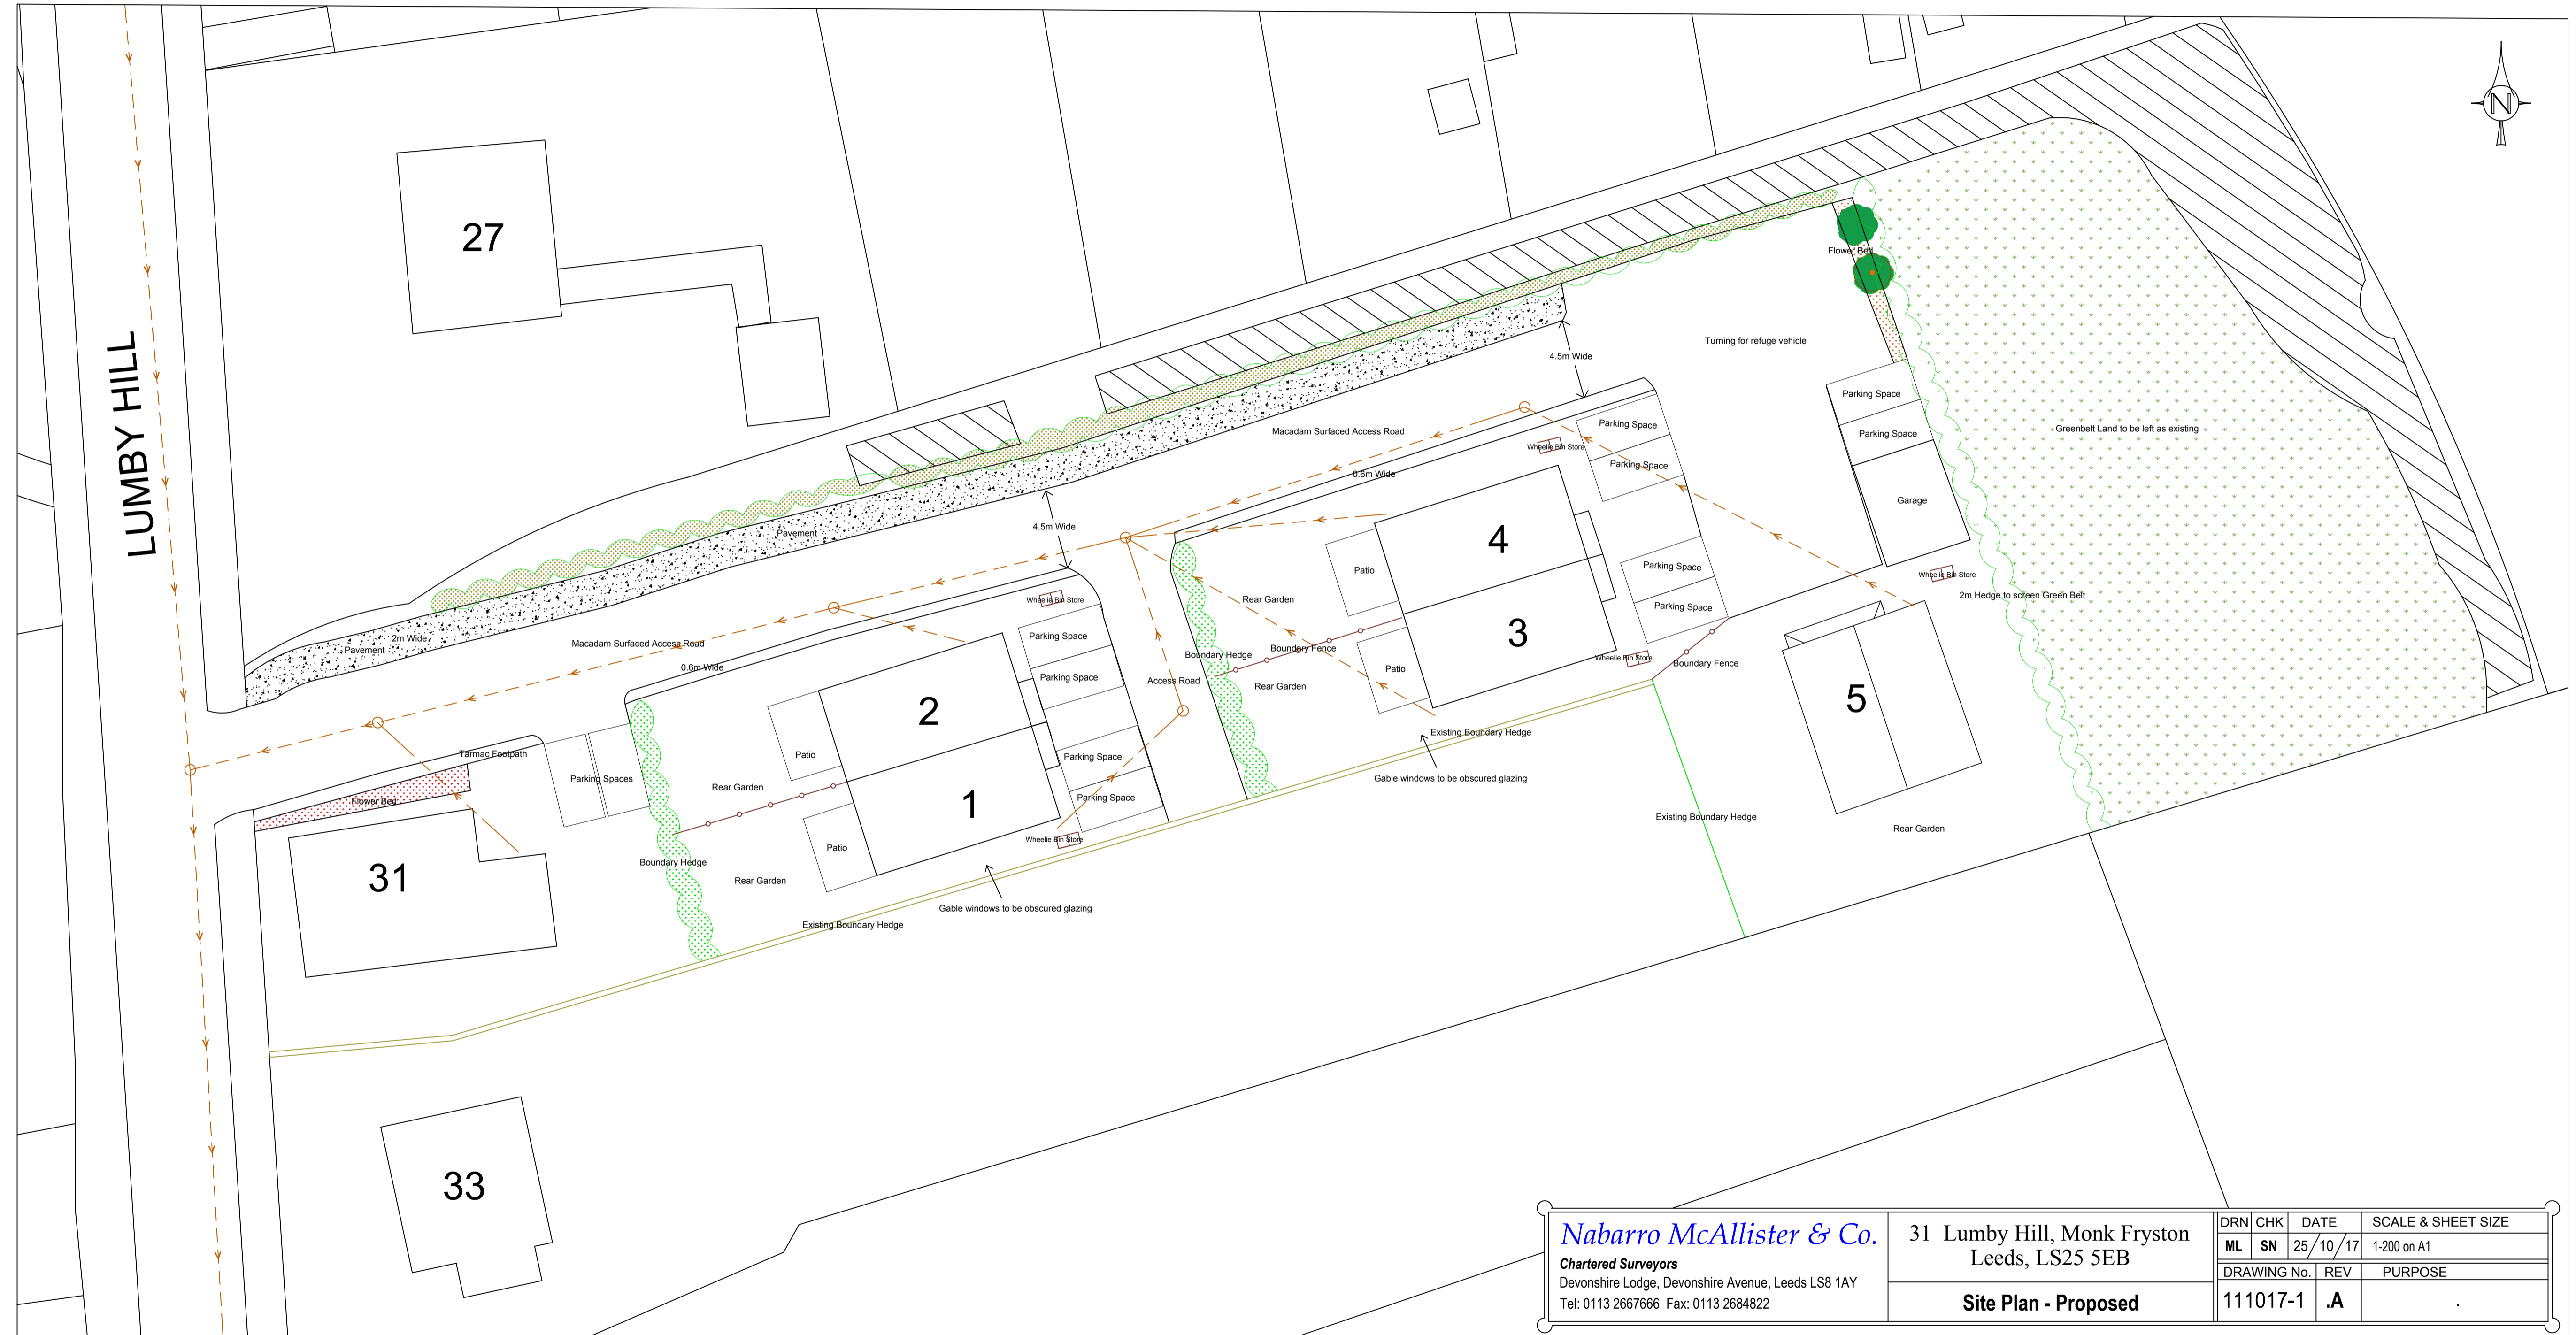 LUMBY HILL
27
N
Flower Bed
Turning for refuge vehicle
4.5m Wide
Parking Space
Parking Space
Garage
Greenbelt Land to be left as existing
Macadam Surfaced Access Road
Parking Space
Wheelie Bin Store
Parking Space
0.6m Wide
4
4.5m Wide
Pavement
Patio
Parking Space
Wheelie Bin Store
2m Hedge to screen Green Belt
Rear Garden
Parking Space
Wheelie Bin Store
3
2m Wide
Pavement
Macadam Surfaced Access Road
Parking Space
Boundary Hedge
Boundary Fence
Wheelie Bin Store
Boundary Fence
0.6m Wide
Patio
Parking Space
Access Road
Rear Garden
5
2
Existing Boundary Hedge
Tarmac Footpath
Patio
Parking Space
Parking Spaces
Gable windows to be obscured glazing
Rear Garden
Flower Bed
1
Parking Space
Existing Boundary Hedge
Rear Garden
Wheelie Bin Store
Patio
31
Boundary Hedge
Rear Garden
Gable windows to be obscured glazing
Existing Boundary Hedge
33
Nabarro McAllister & Co.
Chartered Surveyors
Devonshire Lodge, Devonshire Avenue, Leeds LS8 1AY
Tel: 0113 2667666 Fax: 0113 2684822
31 Lumby Hill, Monk Fryston
Leeds, LS25 5EB
Site Plan - Proposed
DRN CHK DATE SCALE & SHEET SIZE
ML SN 25/10/17 1-200 on A1
DRAWING No. REV PURPOSE
111017-1 .A .